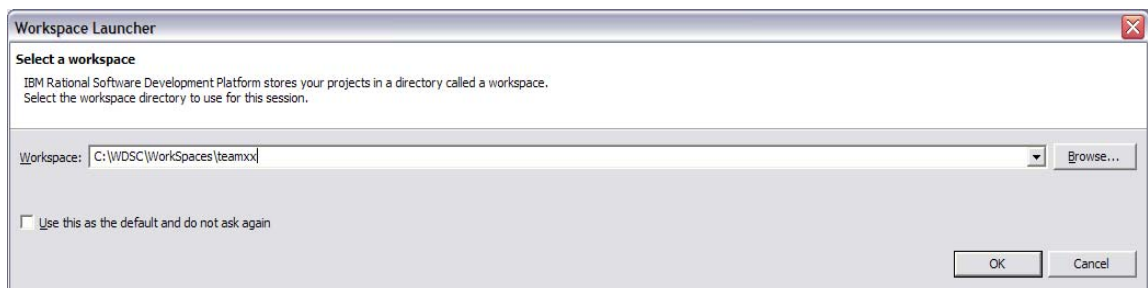 Workspace Launcher
Select a workspace
IBM Rational Software Development Platform stores your projects in a directory called a workspace.
Select the workspace directory to use for this session.
Workspace: C:\WDSC\WorkSpaces\teamxx Browse...
Use this as the default and do not ask again
OK Cancel